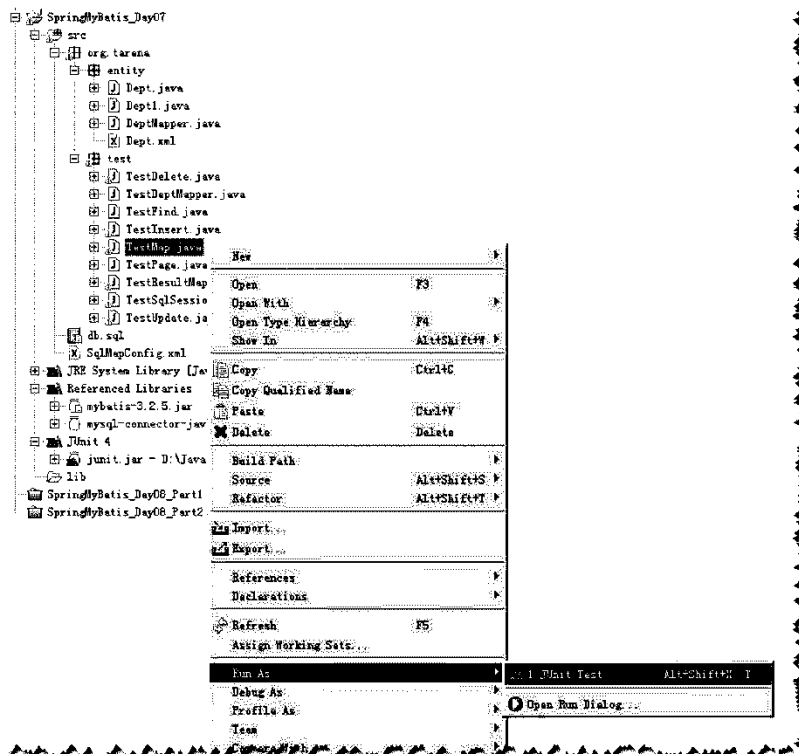 SpringMyBatis_Day07
src
org.tarena
entity
Dept.java
Dept1.java
DeptMapper.java
Dept.xml
test
TestDelete.java
TestDeptMapper.java
TestFind.java
TestInsert.java
TestMap.java
TestPage.java
TestResultMap
TestSqlSessio
TestUpdate.ja
db.sql
SqlMapConfig.xml
JRE System Library [Jav
Referenced Libraries
mybatis-3.2.5.jar
mysql-connector-jav
JUnit 4
junit.jar - D:\Java
lib
SpringMyBatis_Day08_Part1
SpringMyBatis_Day08_Part2
New
Open F3
Open With
Open Type Hierarchy F4
Show In Alt+Shift+W
Copy Ctrl+C
Copy Qualified Name
Paste Ctrl+V
Delete Delete
Build Path
Source Alt+Shift+S
Refactor Alt+Shift+T
Import...
Export...
References
Declarations
Refresh F5
Assign Working Sets...
Run As
Debug As
Profile As
Team
Compare With
1 JUnit Test Alt+Shift+X T
Open Run Dialog...